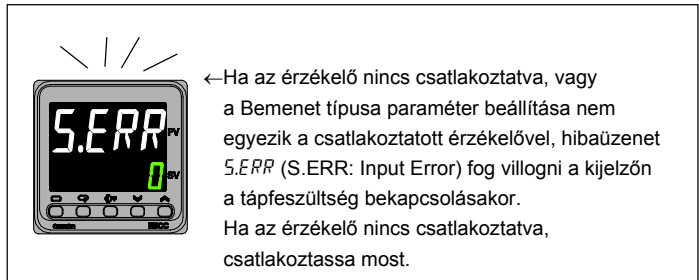 S.ERR PV
0 SV
E5CC
←Ha az érzékelő nincs csatlakoztatva, vagy
a Bemenet típusa paraméter beállítása nem
egyezik a csatlakoztatott érzékelővel, hibaüzenet
S.ERR (S.ERR: Input Error) fog villogni a kijelzőn
a tápfeszültség bekapcsolásakor.
Ha az érzékelő nincs csatlakoztatva,
csatlakoztassa most.